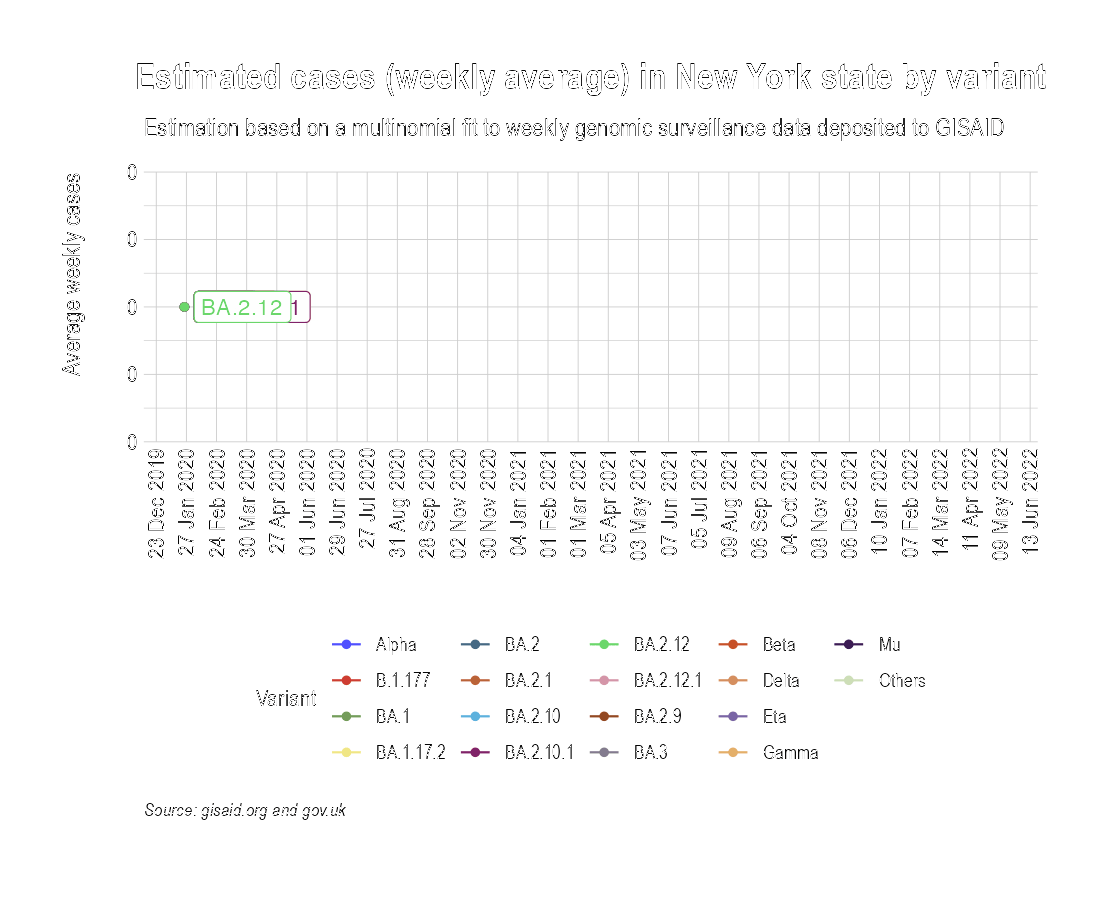 Estimated cases (weekly average) in New York state by variant
Estimation based on a multinomial fit to weekly genomic surveillance data deposited to GISAID
Average weekly cases
0
0
0
0
0
BA.2.12
1
23 Dec 2019
27 Jan 2020
24 Feb 2020
30 Mar 2020
27 Apr 2020
01 Jun 2020
29 Jun 2020
27 Jul 2020
31 Aug 2020
28 Sep 2020
02 Nov 2020
30 Nov 2020
04 Jan 2021
01 Feb 2021
01 Mar 2021
05 Apr 2021
03 May 2021
07 Jun 2021
05 Jul 2021
09 Aug 2021
06 Sep 2021
04 Oct 2021
08 Nov 2021
06 Dec 2021
10 Jan 2022
07 Feb 2022
14 Mar 2022
11 Apr 2022
09 May 2022
13 Jun 2022
Variant
Alpha
B.1.177
BA.1
BA.1.17.2
BA.2
BA.2.1
BA.2.10
BA.2.10.1
BA.2.12
BA.2.12.1
BA.2.9
BA.3
Beta
Delta
Eta
Gamma
Mu
Others
Source: gisaid.org and gov.uk